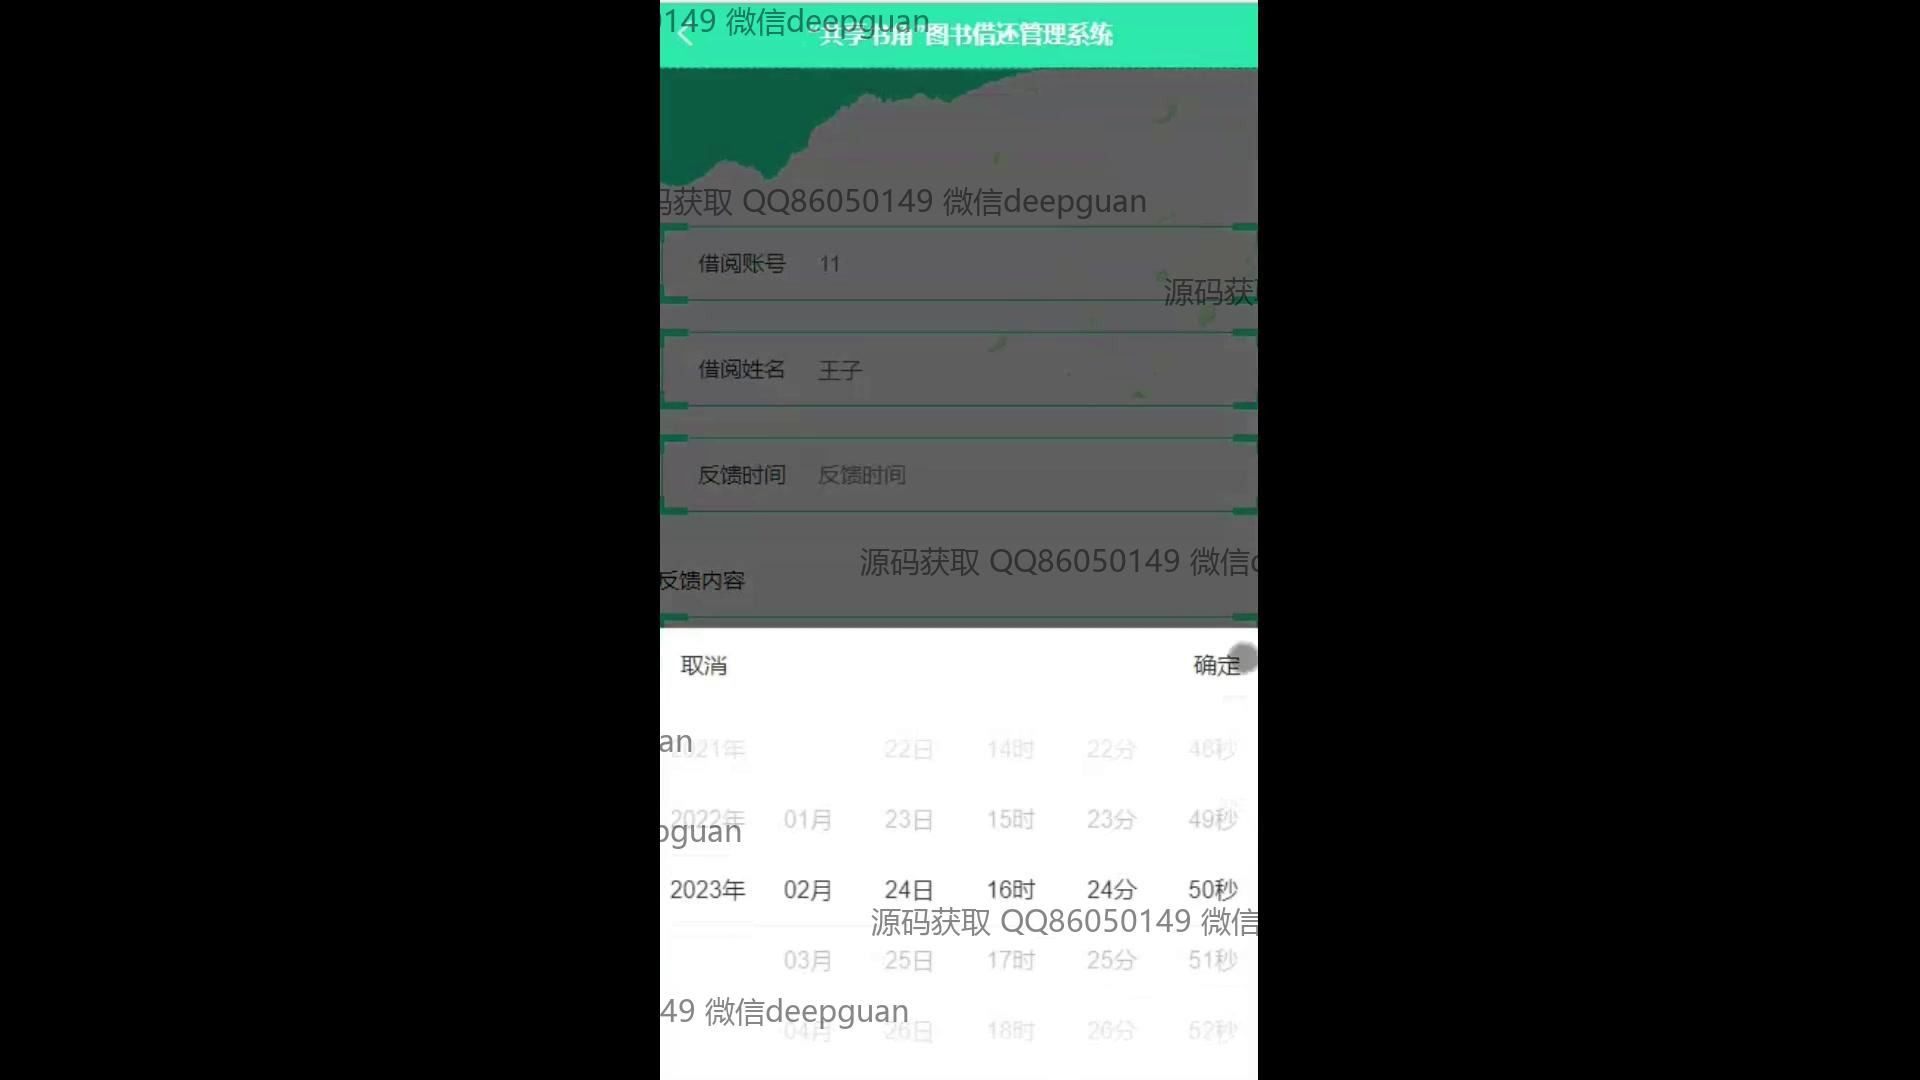 149 微信deepguan
“共享书角”图书借还管理系统
码获取 QQ86050149 微信deepguan
借阅账号 11
源码获取
借阅姓名 王子
反馈时间 反馈时间
源码获取 QQ86050149 微信d
反馈内容
取消 确定
an
2021年 22日 14时 22分 48秒
2022年 01月 23日 15时 23分 49秒
pguan
2023年 02月 24日 16时 24分 50秒
源码获取 QQ86050149 微信
03月 25日 17时 25分 51秒
49 微信deepguan
04月 26日 18时 26分 52秒